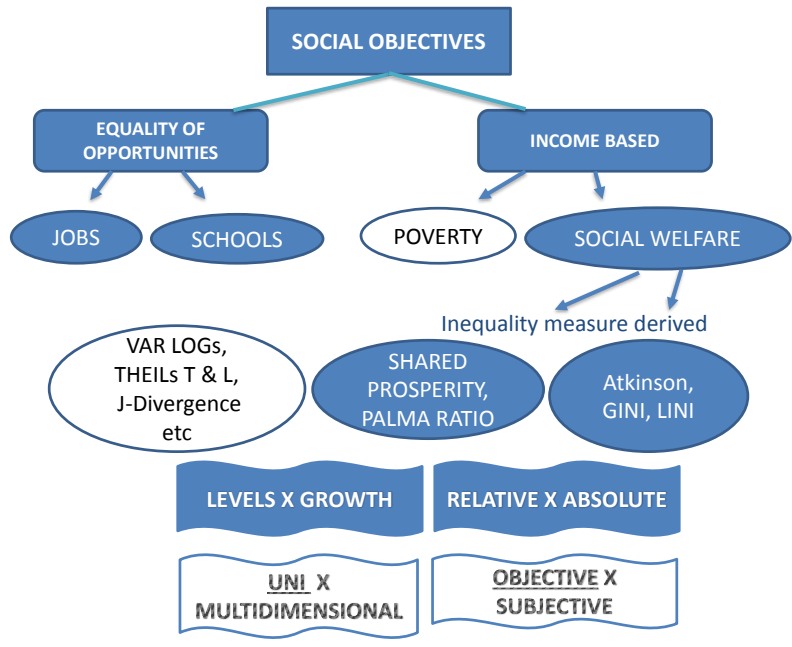 SOCIAL OBJECTIVES
EQUALITY OF
OPPORTUNITIES
INCOME BASED
JOBS
SCHOOLS
POVERTY
SOCIAL WELFARE
Inequality measure derived
VAR LOGs,
THEILs T & L,
J-Divergence
etc
SHARED
PROSPERITY,
PALMA RATIO
Atkinson,
GINI, LINI
LEVELS X GROWTH
RELATIVE X ABSOLUTE
UNI X
MULTIDIMENSIONAL
OBJECTIVE X
SUBJECTIVE